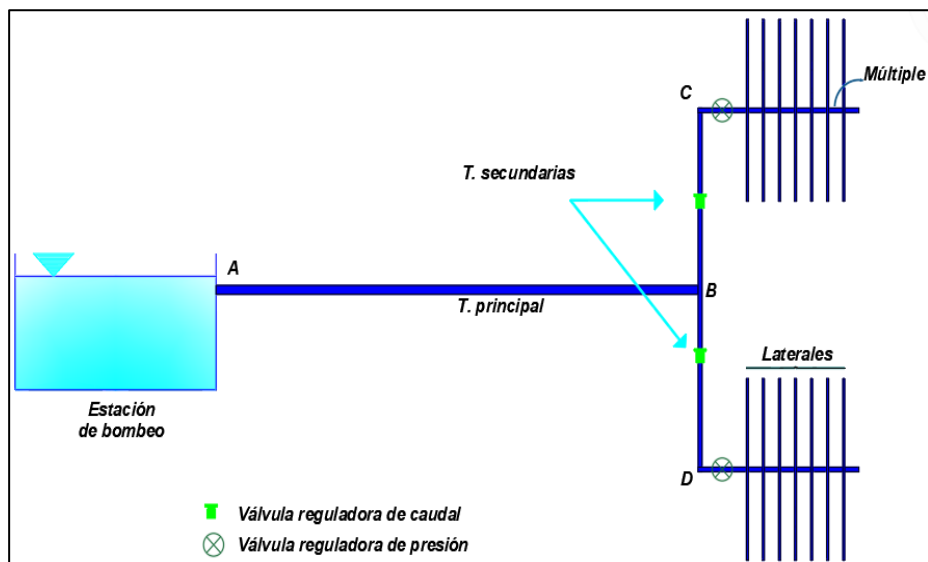 C
Múltiple
T. secundarias
A
B
T. principal
Laterales
Estación
de bombeo
D
Válvula reguladora de caudal
Válvula reguladora de presión